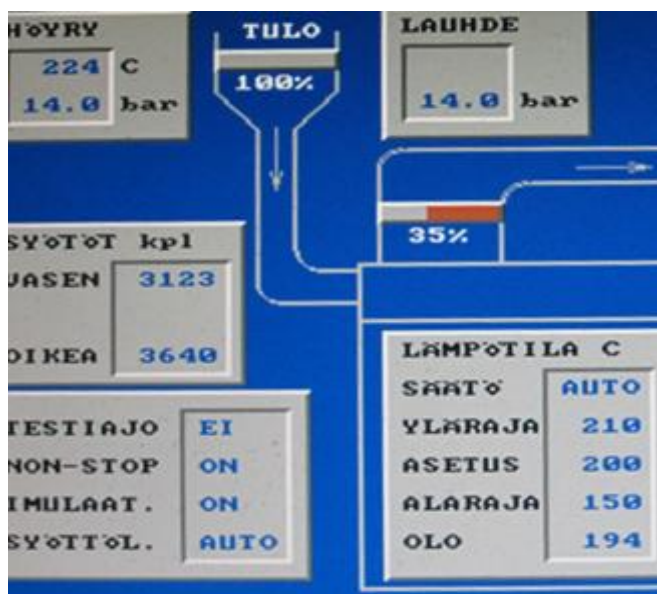 HÖYRY
224 C
14.0 bar
TULO
100%
LAUHDE
14.0 bar
35%
SYÖTÖT kpl
VASEN 3123
OIKEA 3640
TESTIAJO EI
NON-STOP ON
IMULAAT. ON
SYÖTTÖL. AUTO
LÄMPÖTILA C
SÄÄTÖ AUTO
YLÄRAJA 210
ASETUS 200
ALARAJA 150
OLO 194